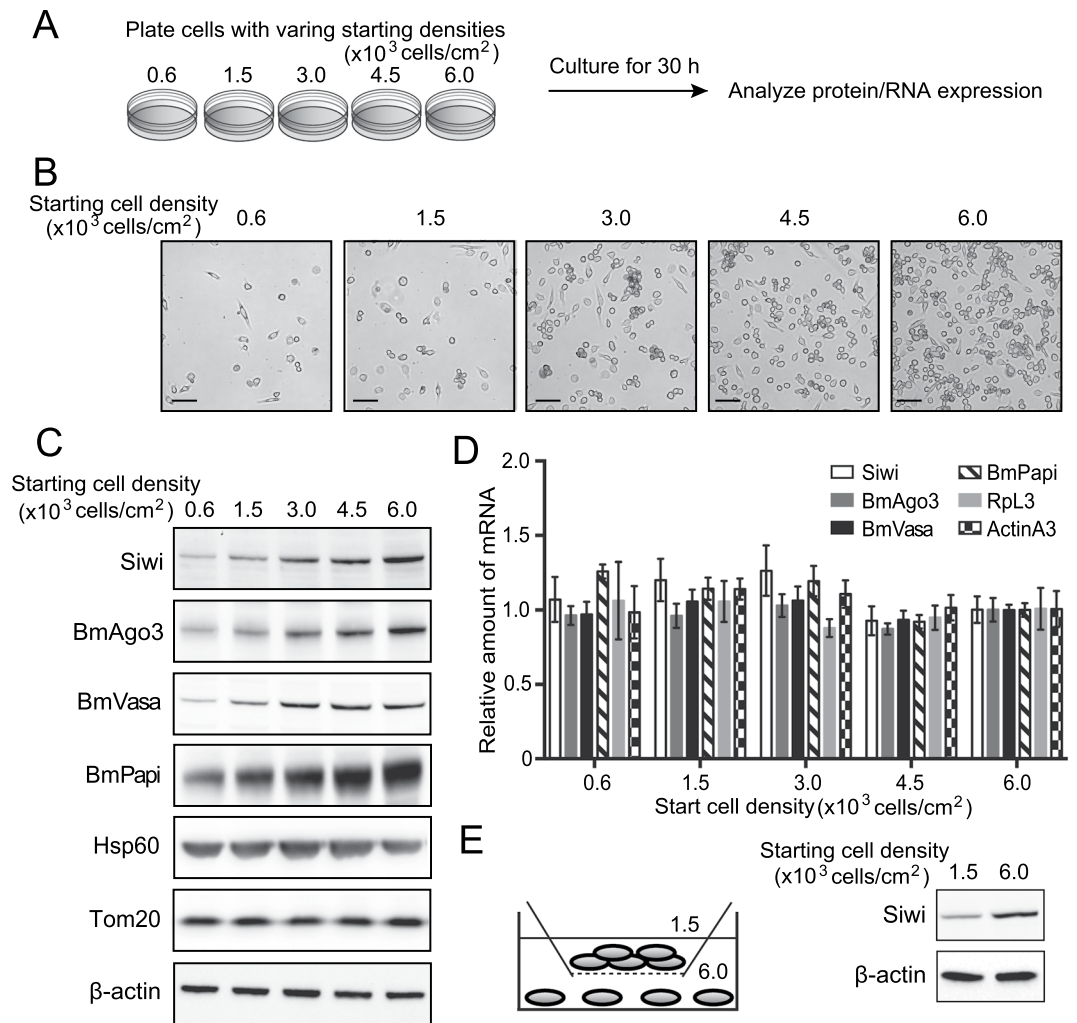 A
Plate cells with varing starting densities
(x10³ cells/cm²)
0.6 1.5 3.0 4.5 6.0
Culture for 30 h
Analyze protein/RNA expression
B
Starting cell density
(x10³ cells/cm²)
0.6 1.5 3.0 4.5 6.0
C
Starting cell density
(x10³ cells/cm²)
0.6 1.5 3.0 4.5 6.0
Siwi
BmAgo3
BmVasa
BmPapi
Hsp60
Tom20
β-actin
D
Relative amount of mRNA
2.0
1.5
1.0
0.5
0
Siwi
BmAgo3
BmVasa
BmPapi
RpL3
ActinA3
0.6 1.5 3.0 4.5 6.0
Start cell density(x10³ cells/cm²)
E
1.5
6.0
Starting cell density
(x10³ cells/cm²)
1.5 6.0
Siwi
β-actin